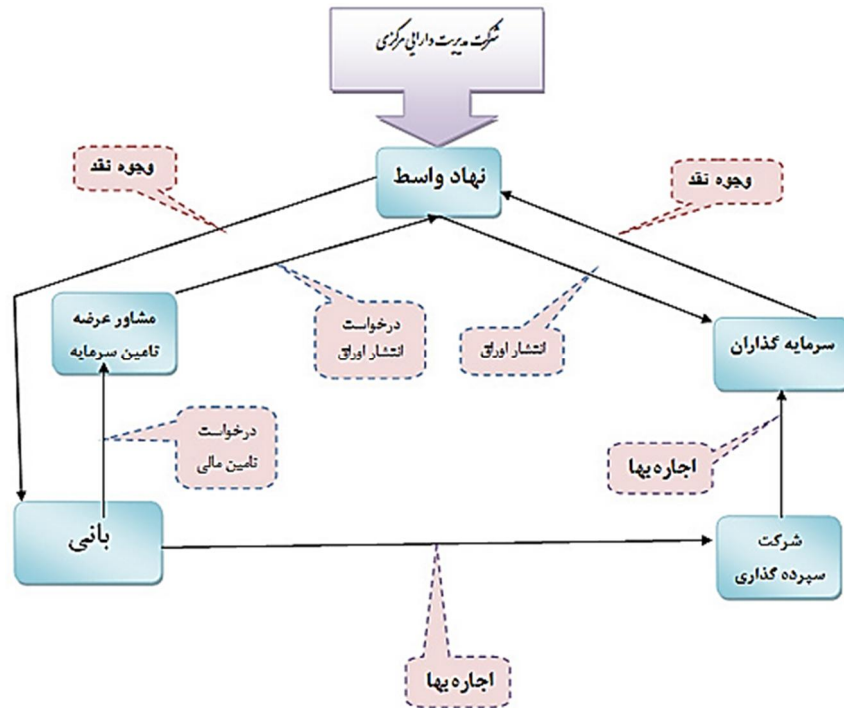 شرکت مدیریت دارایی مرکزی
وجوه نقد
نهاد واسط
وجوه نقد
مشاور عرضه
تامین سرمایه
درخواست
انتشار اوراق
انتشار اوراق
سرمایه گذاران
درخواست
تامین مالی
اجاره بها
بانی
شرکت
سپرده گذاری
اجاره بها